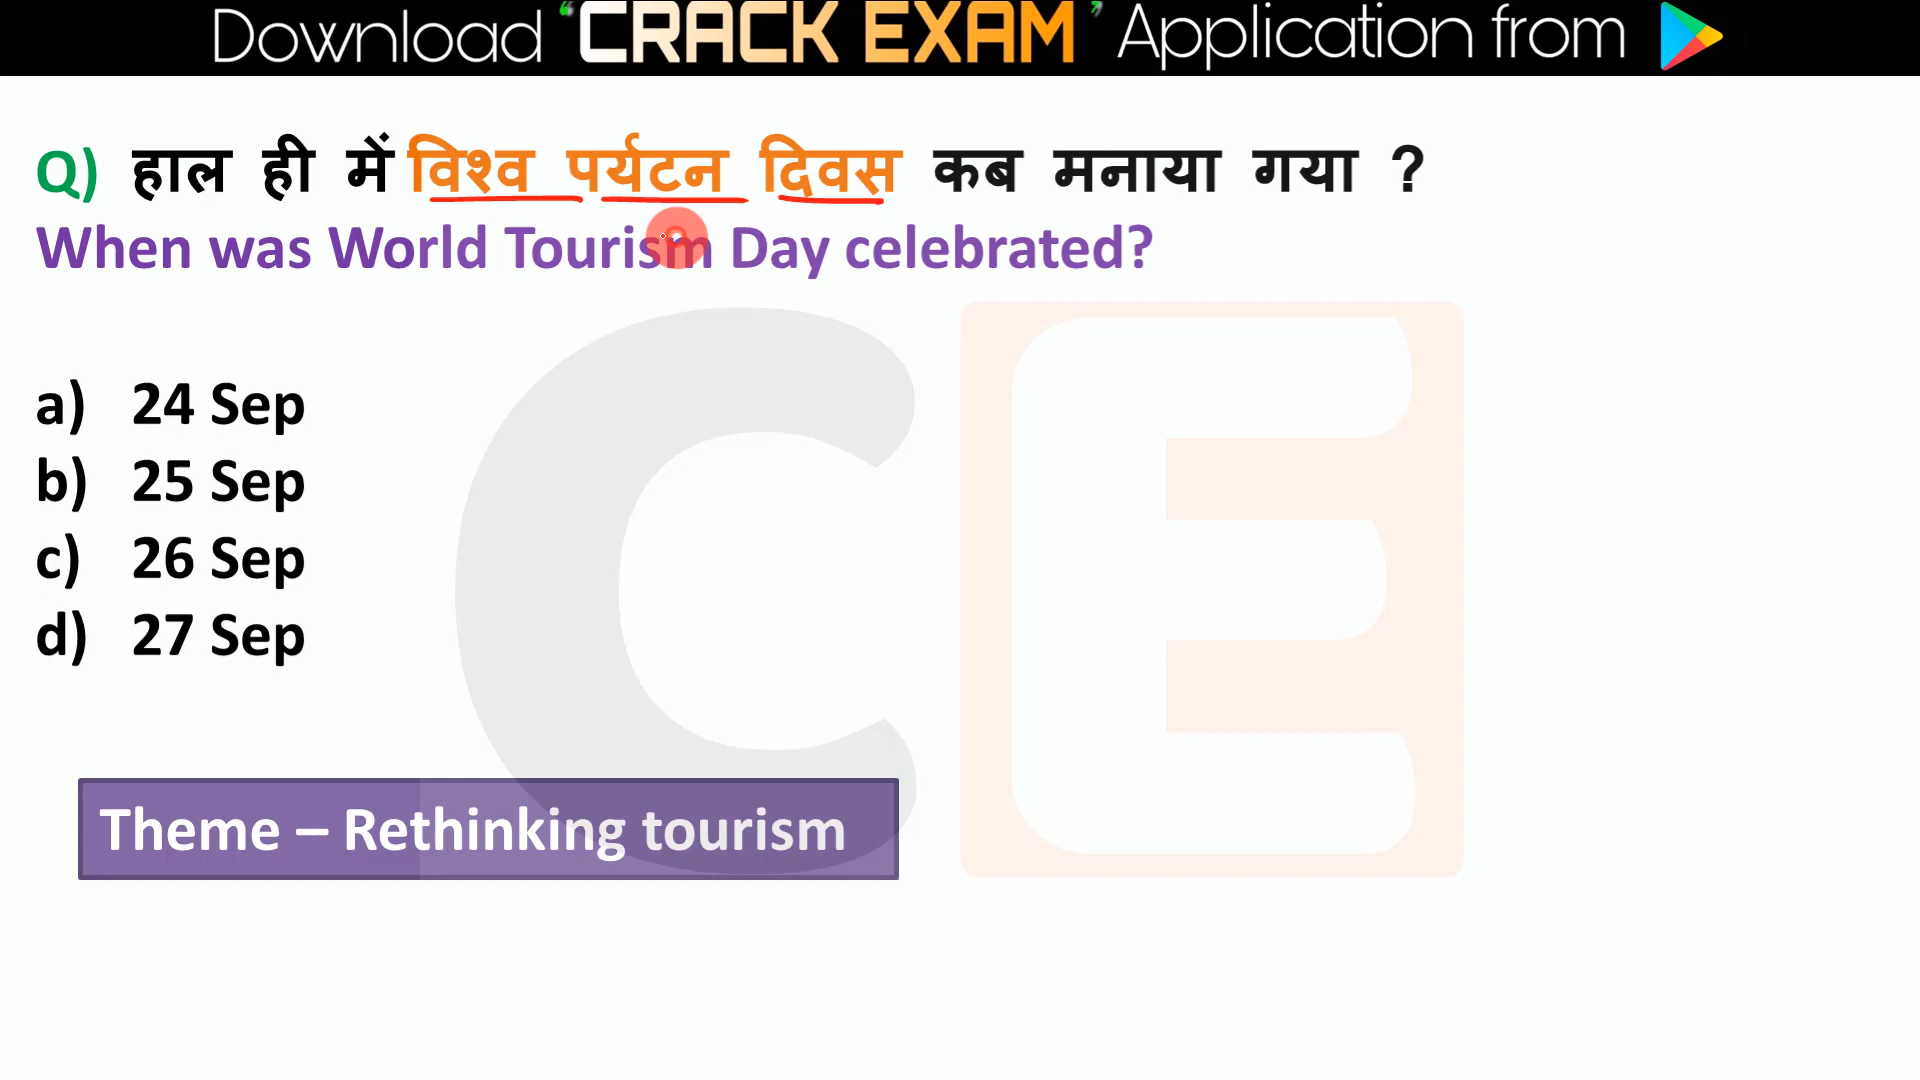 Download ‘CRACK EXAM’ Application from
Q) हाल ही में विश्व पर्यटन दिवस कब मनाया गया ?
When was World Tourism Day celebrated?
a) 24 Sep
b) 25 Sep
c) 26 Sep
d) 27 Sep
Theme – Rethinking tourism
CE